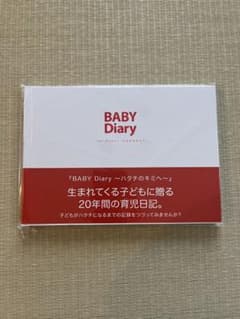 BABY
Diary
「BABY Diary 〜ハタチのキミへ〜」
生まれてくる子どもに贈る
20年間の育児日記。
子どもがハタチになるまでの記録をつづってみませんか？